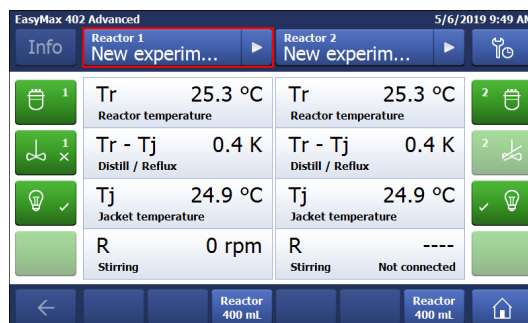 EasyMax 402 Advanced 5/6/2019 9:49 AM
Info Reactor 1 New experim... Reactor 2 New experim...
1 Tr 25.3 °C Tr 25.3 °C 2
Reactor temperature Reactor temperature
1 Tr - Tj 0.4 K Tr - Tj 0.4 K 2
Distill / Reflux Distill / Reflux
Tj 24.9 °C Tj 24.9 °C
Jacket temperature Jacket temperature
R 0 rpm R ----
Stirring Stirring Not connected
Reactor Reactor
400 mL 400 mL